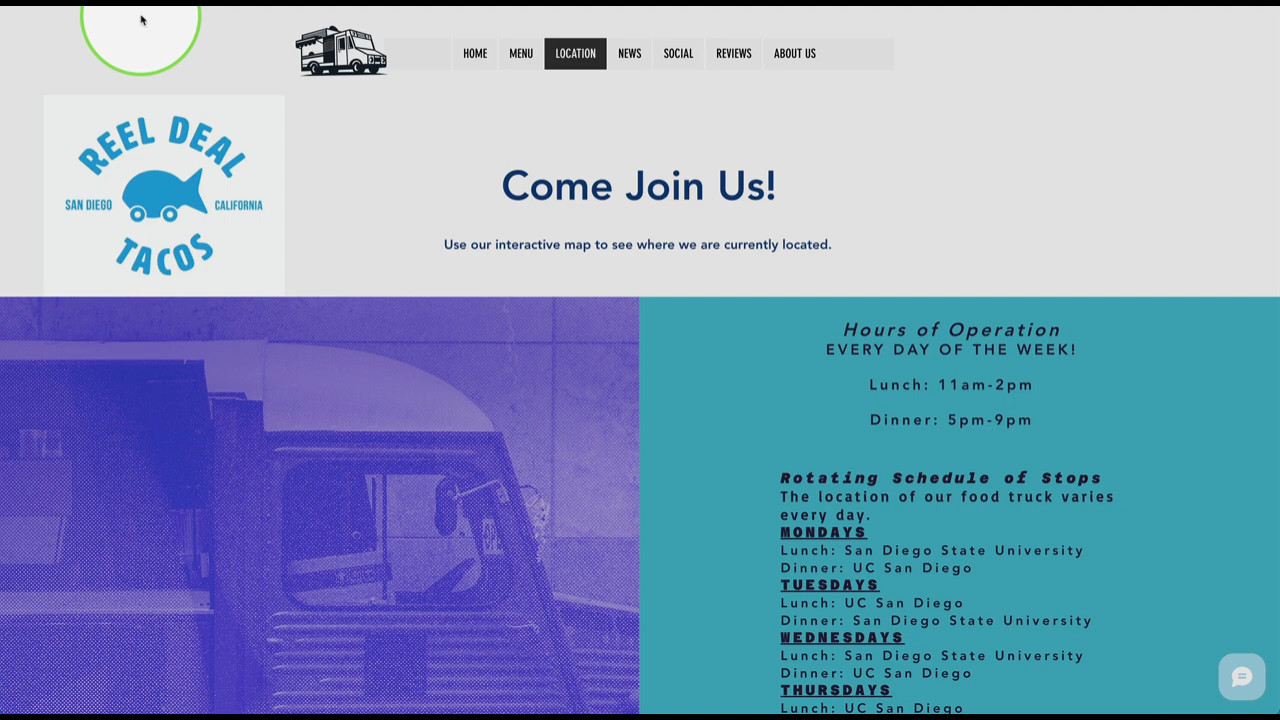 HOME MENU LOCATION NEWS SOCIAL REVIEWS ABOUT US
REEL DEAL
SAN DIEGO CALIFORNIA
TACOS
Come Join Us!
Use our interactive map to see where we are currently located.
Hours of Operation
EVERY DAY OF THE WEEK!
Lunch: 11am-2pm
Dinner: 5pm-9pm
Rotating Schedule of Stops
The location of our food truck varies
every day.
MONDAYS
Lunch: San Diego State University
Dinner: UC San Diego
TUESDAYS
Lunch: UC San Diego
Dinner: San Diego State University
WEDNESDAYS
Lunch: San Diego State University
Dinner: UC San Diego
THURSDAYS
Lunch: UC San Diego